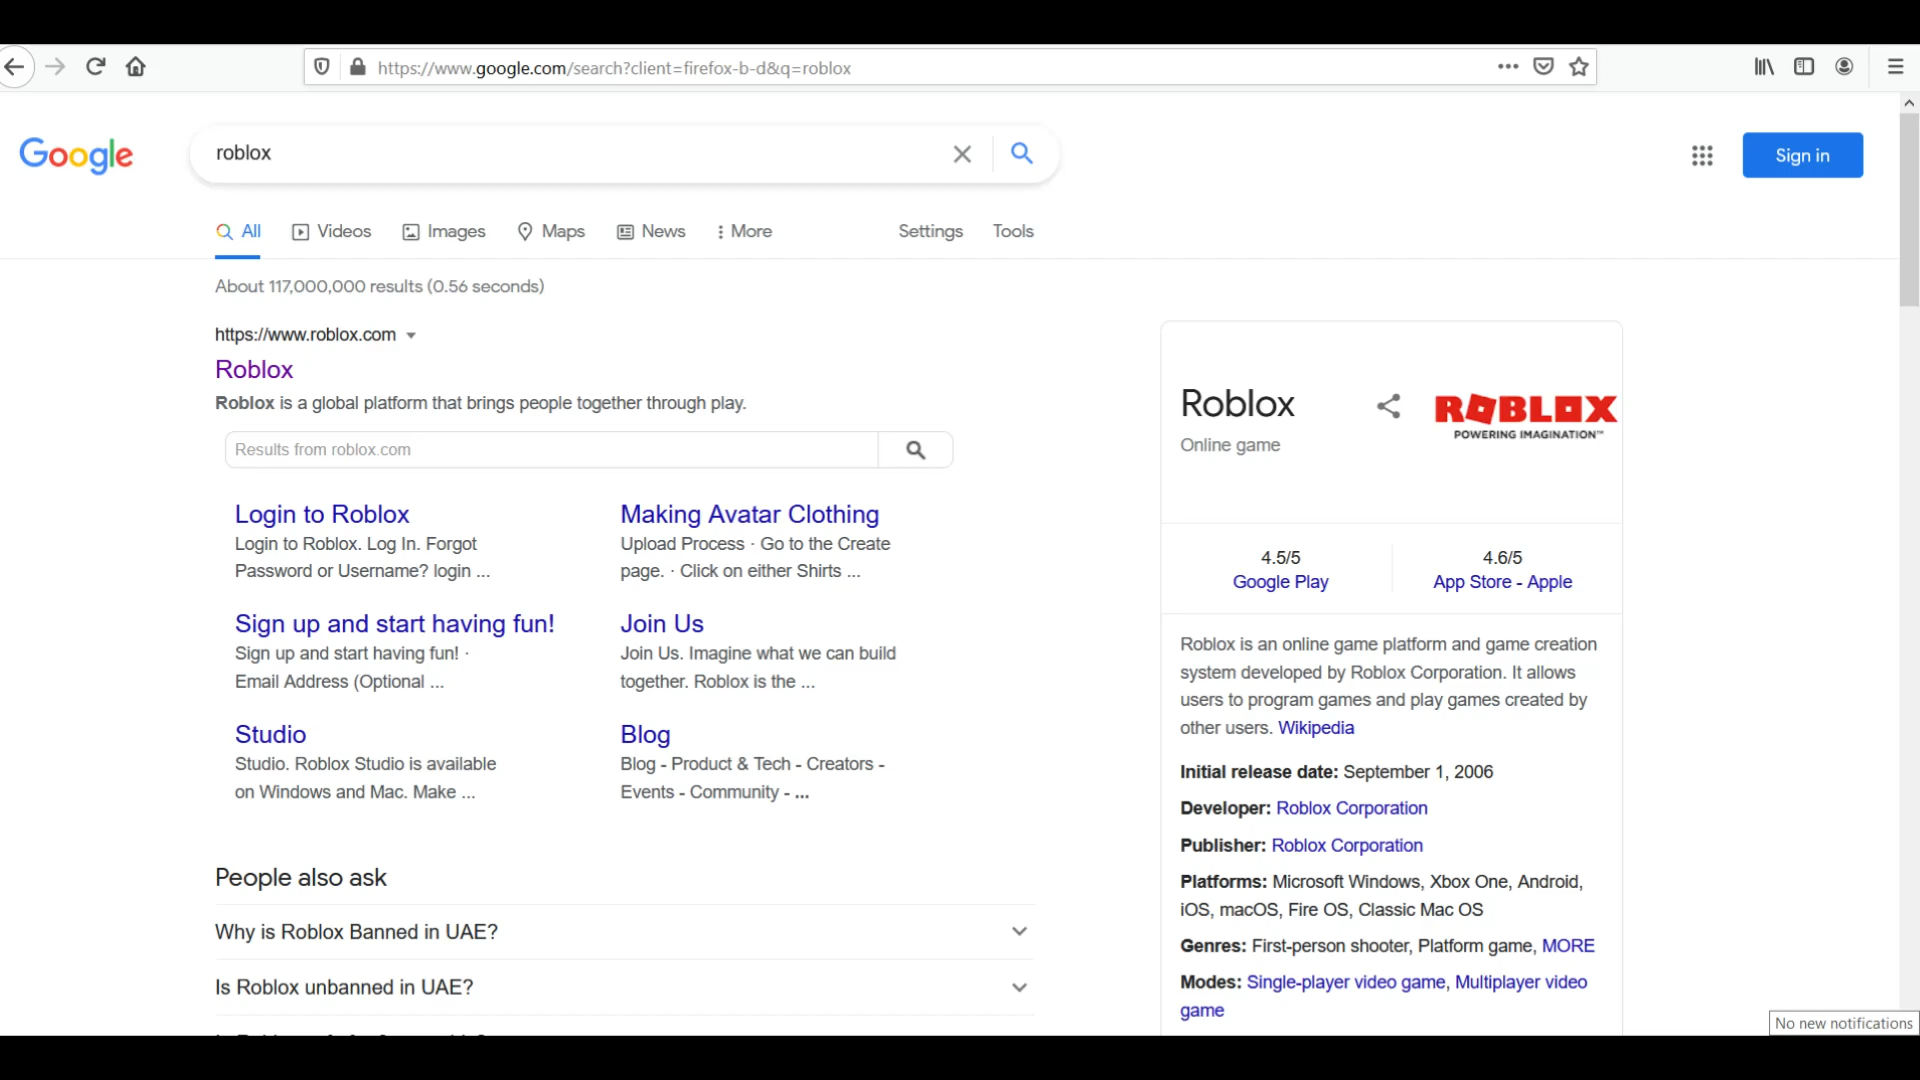 https://www.google.com/search?client=firefox-b-d&q=roblox
Google
roblox
Sign in
All
Videos
Images
Maps
News
More
Settings
Tools
About 117,000,000 results (0.56 seconds)
https://www.roblox.com
Roblox
Roblox is a global platform that brings people together through play.
Results from roblox.com
Login to Roblox
Login to Roblox. Log In. Forgot
Password or Username? login ...
Making Avatar Clothing
Upload Process · Go to the Create
page. · Click on either Shirts ...
Sign up and start having fun!
Sign up and start having fun! ·
Email Address (Optional ...
Join Us
Join Us. Imagine what we can build
together. Roblox is the ...
Studio
Studio. Roblox Studio is available
on Windows and Mac. Make ...
Blog
Blog - Product & Tech - Creators -
Events - Community - ...
People also ask
Why is Roblox Banned in UAE?
Is Roblox unbanned in UAE?
Roblox
Online game
ROBLOX
POWERING IMAGINATION™
4.5/5
Google Play
4.6/5
App Store - Apple
Roblox is an online game platform and game creation
system developed by Roblox Corporation. It allows
users to program games and play games created by
other users. Wikipedia
Initial release date: September 1, 2006
Developer: Roblox Corporation
Publisher: Roblox Corporation
Platforms: Microsoft Windows, Xbox One, Android,
iOS, macOS, Fire OS, Classic Mac OS
Genres: First-person shooter, Platform game, MORE
Modes: Single-player video game, Multiplayer video
game
No new notifications